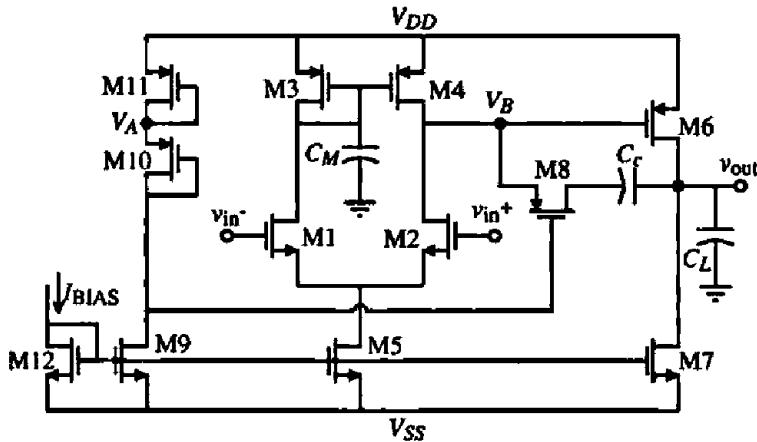 V_DD
M11
M3
M4
V_A
V_B
M6
M10
C_M
M8
C_c
v_out
v_in-
M1
M2
v_in+
C_L
I_BIAS
M12
M9
M5
M7
V_SS